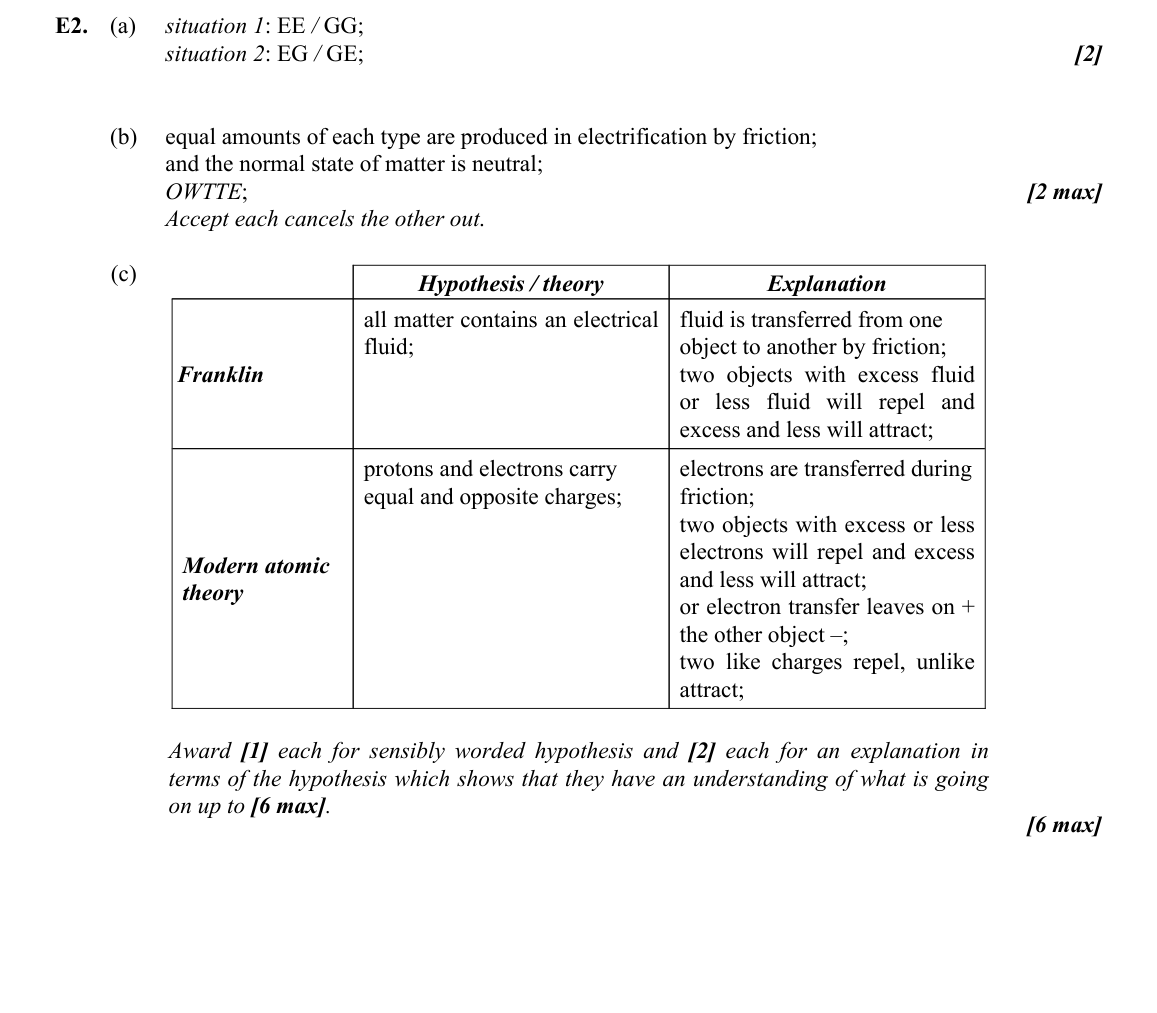 E2. (a) situation 1: EE / GG;
situation 2: EG / GE; [2]
(b) equal amounts of each type are produced in electrification by friction;
and the normal state of matter is neutral;
OWTTE; [2 max]
Accept each cancels the other out.
(c)
Hypothesis / theory Explanation
Franklin
all matter contains an electrical
fluid;
fluid is transferred from one
object to another by friction;
two objects with excess fluid
or less fluid will repel and
excess and less will attract;
Modern atomic
theory
protons and electrons carry
equal and opposite charges;
electrons are transferred during
friction;
two objects with excess or less
electrons will repel and excess
and less will attract;
or electron transfer leaves on +
the other object –;
two like charges repel, unlike
attract;
Award [1] each for sensibly worded hypothesis and [2] each for an explanation in
terms of the hypothesis which shows that they have an understanding of what is going
on up to [6 max].
[6 max]